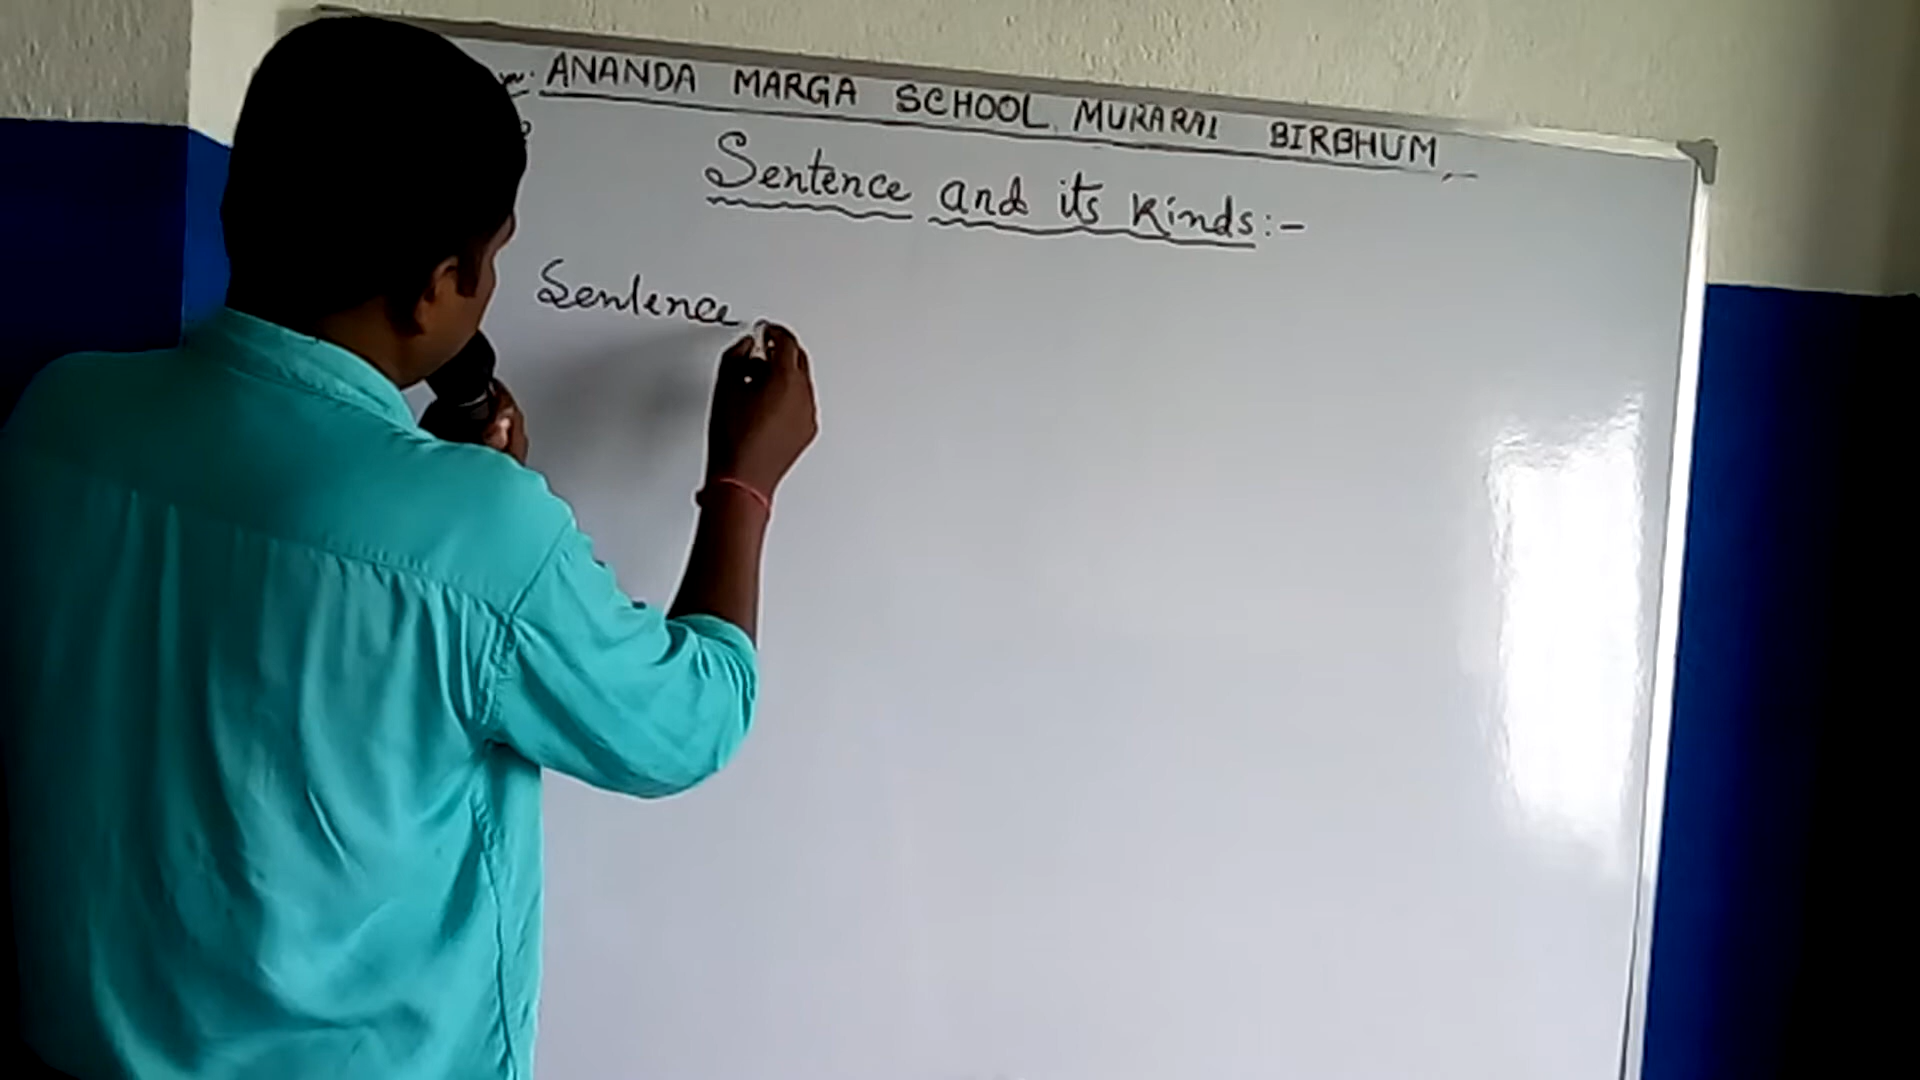 ANANDA MARGA SCHOOL MURARAI BIRBHUM
Sentence and its Kinds:-
Sentence